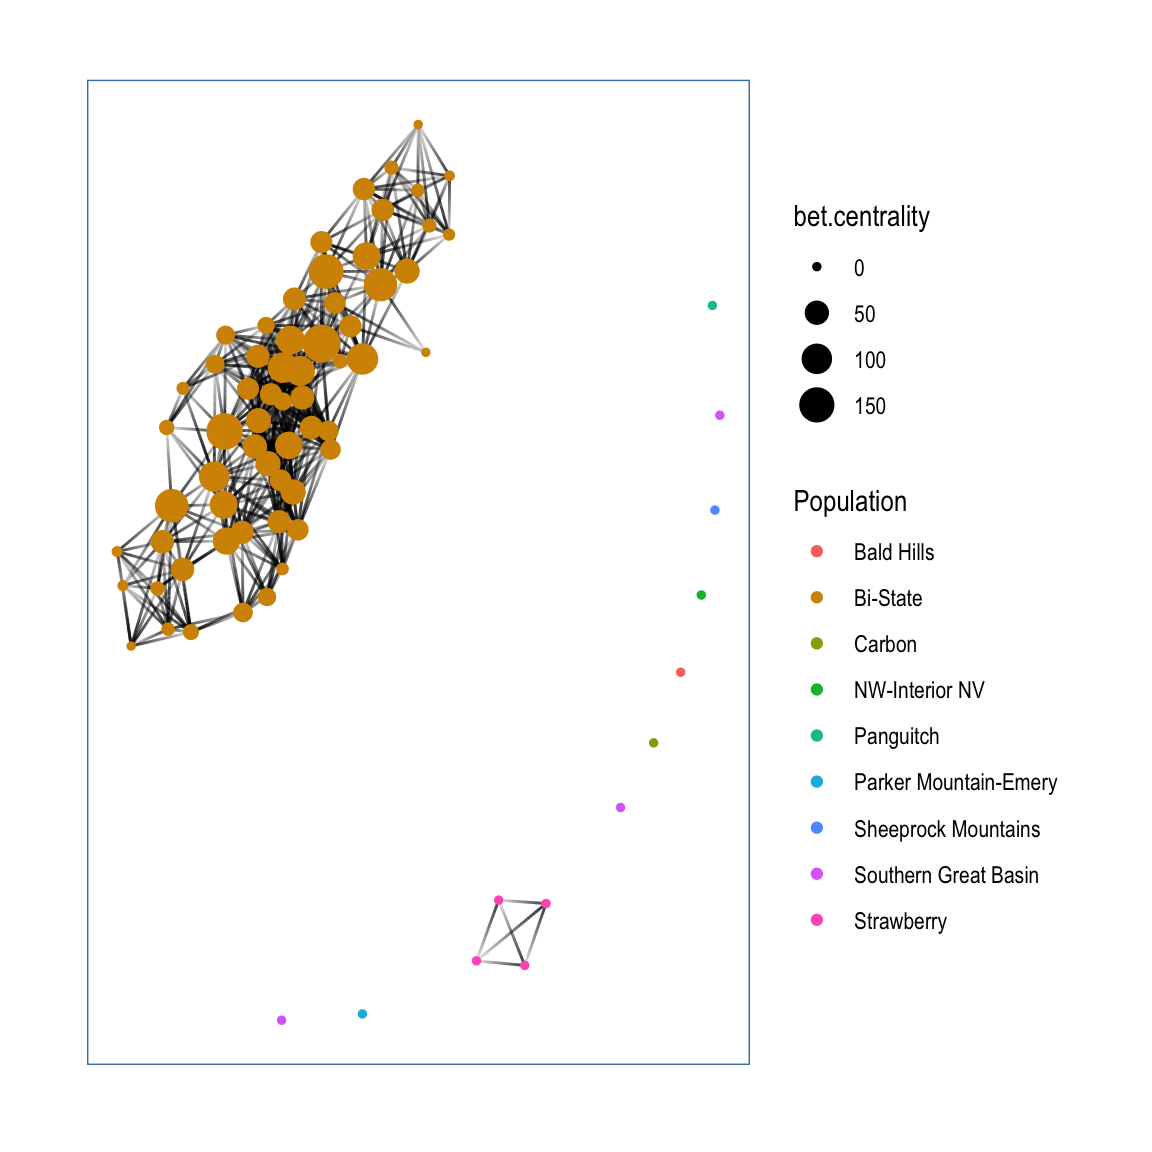 bet.centrality
0
50
100
150
Population
Bald Hills
Bi-State
Carbon
NW-Interior NV
Panguitch
Parker Mountain-Emery
Sheeprock Mountains
Southern Great Basin
Strawberry